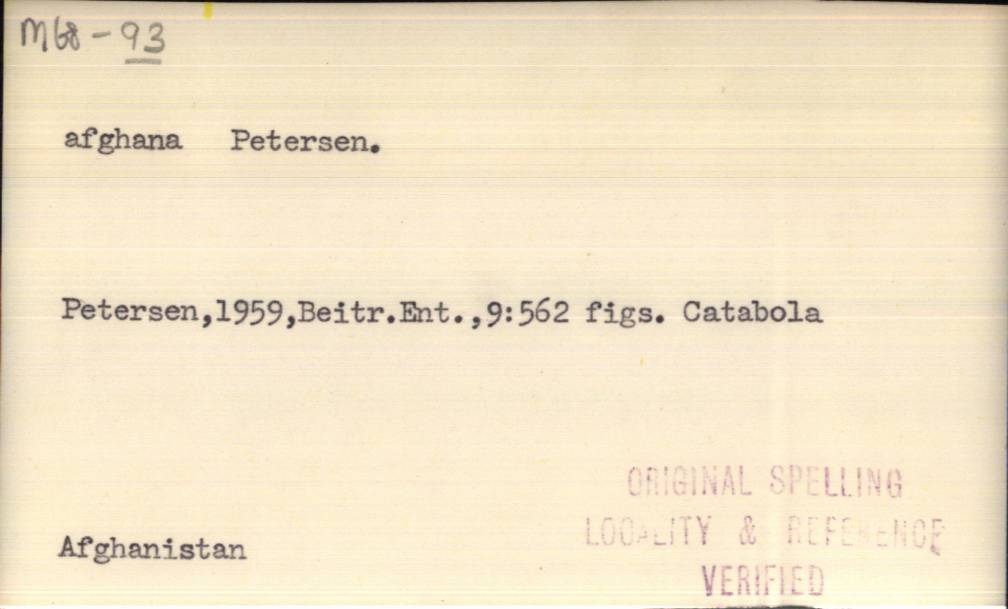 M68-93
afghana Petersen.
Petersen,1959,Beitr.Ent.,9:562 figs. Catabola
Afghanistan
ORIGINAL SPELLING
LOCALITY & REFERENCE
VERIFIED